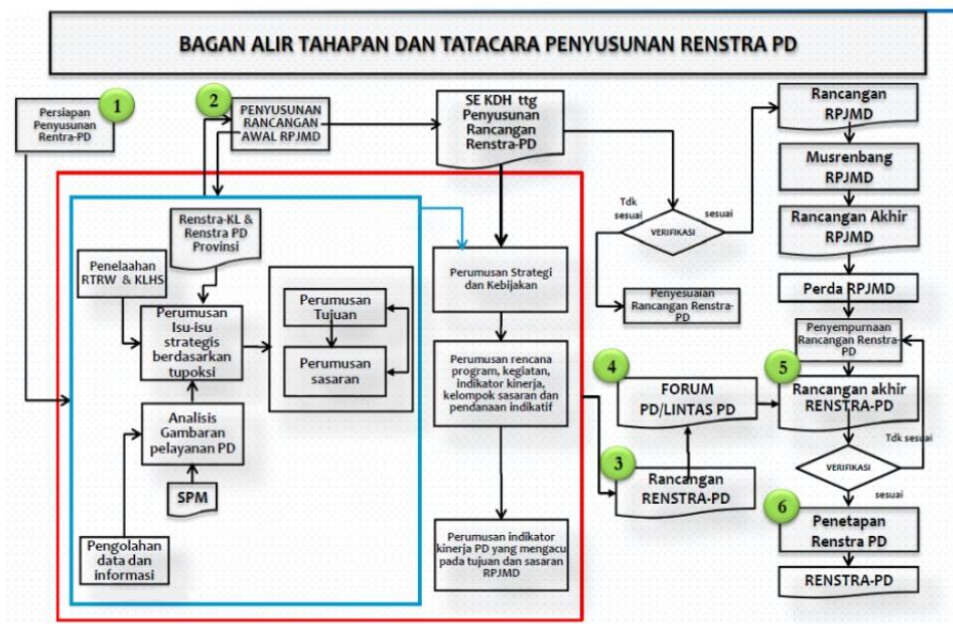 BAGAN ALIR TAHAPAN DAN TATACARA PENYUSUNAN RENSTRA PD
1
Persiapan
Penyusunan
Rentra-PD
2
PENYUSUNAN
RANCANGAN
AWAL RPJMD
SE KDH ttg
Penyusunan
Rancangan
Renstra-PD
Rancangan
RPJMD
Musrenbang
RPJMD
Rancangan Akhir
RPJMD
Perda RPJMD
Penyempurnaan
Rancangan Renstra-
PD
Tdk
sesuai
sesuai
VERIFIKASI
Penyesuaian
Rancangan Renstra-
PD
Renstra-KL &
Renstra PD
Provinsi
Penelaahan
RTRW & KLHS
Perumusan
Isu-isu
strategis
berdasarkan
tupoksi
Perumusan
Tujuan
Perumusan
sasaran
Analisis
Gambaran
pelayanan PD
SPM
Pengolahan
data dan
informasi
Perumusan Strategi
dan Kebijakan
Perumusan rencana
program, kegiatan,
indikator kinerja,
kelompok sasaran dan
pendanaan indikatif
Perumusan indikator
kinerja PD yang mengacu
pada tujuan dan sasaran
RPJMD
3
Rancangan
RENSTRA-PD
4
FORUM
PD/LINTAS PD
5
Rancangan akhir
RENSTRA-PD
Tdk sesuai
VERIFIKASI
sesuai
6
Penetapan
Renstra PD
RENSTRA-PD